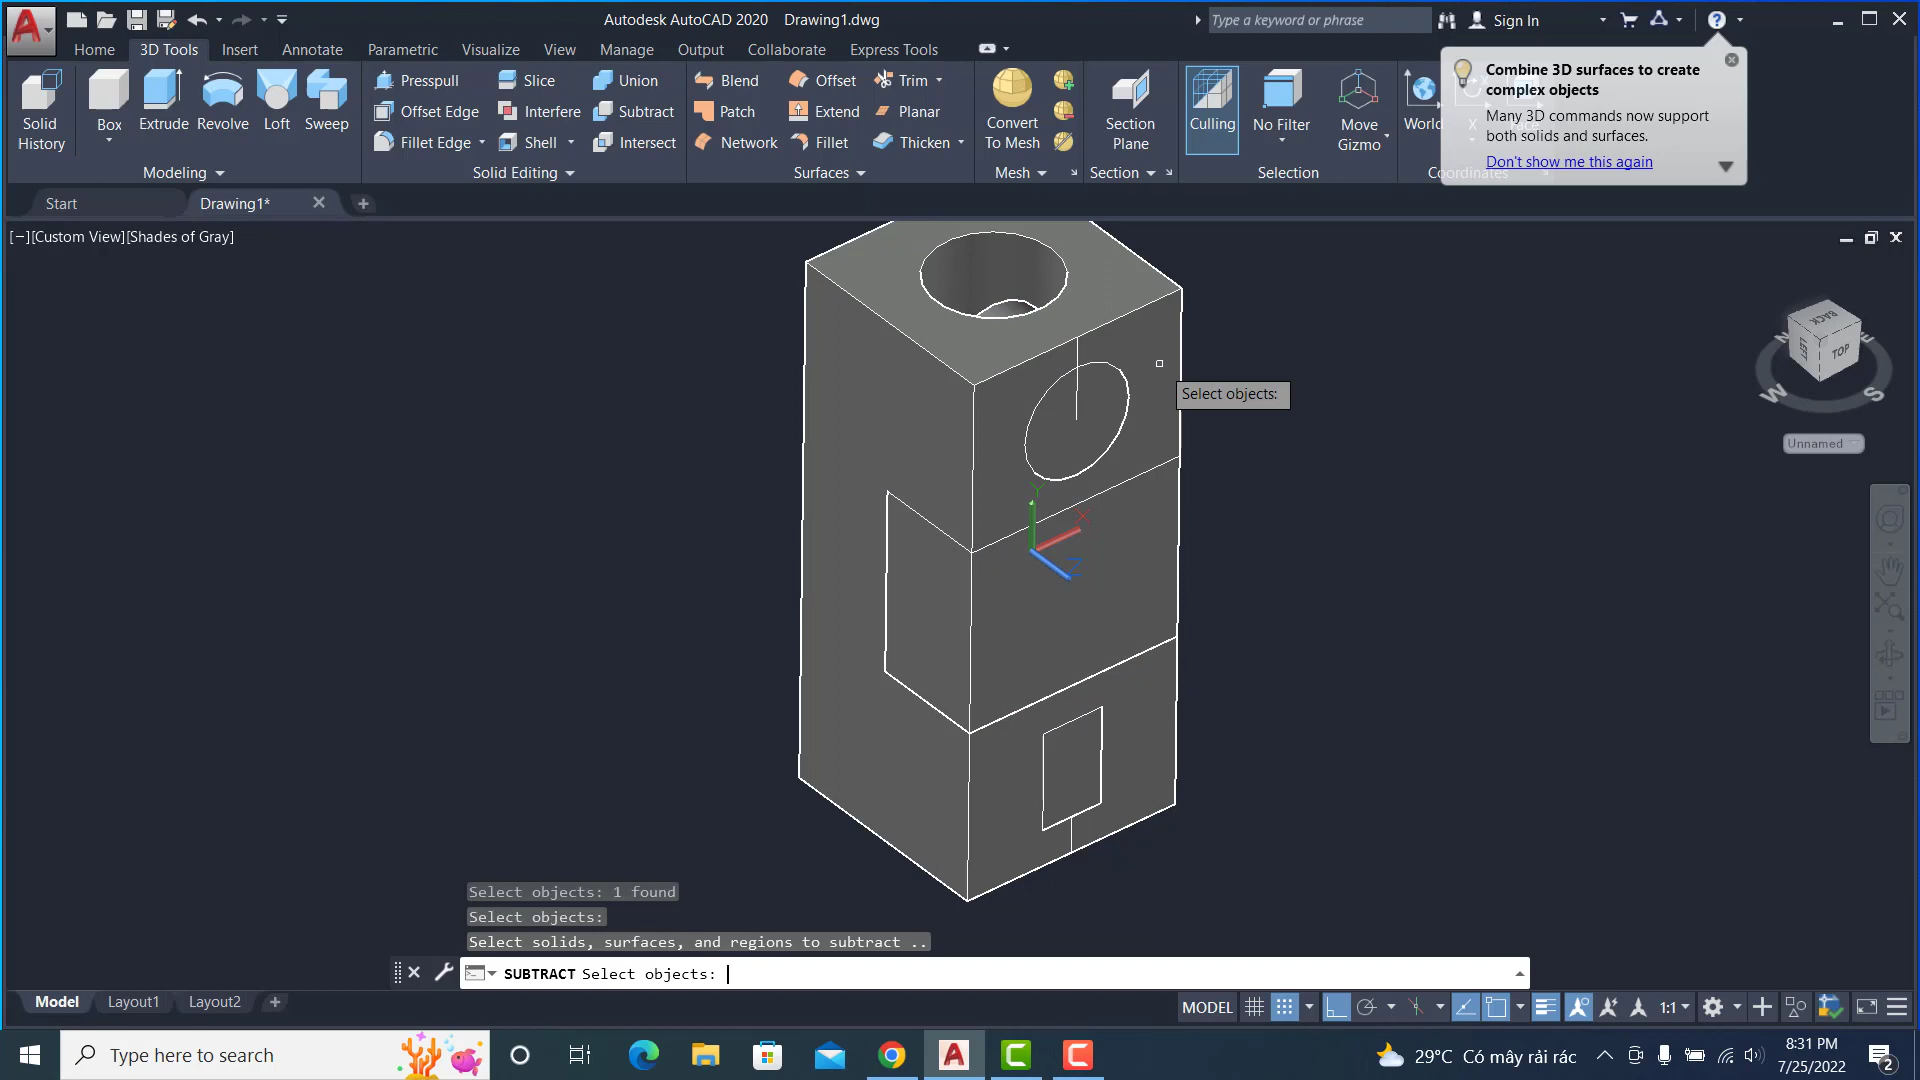 Autodesk AutoCAD 2020 Drawing1.dwg
Type a keyword or phrase
Sign In
Home 3D Tools Insert Annotate Parametric Visualize View Manage Output Collaborate Express Tools
Solid History
Box
Extrude
Revolve
Loft
Sweep
Presspull
Offset Edge
Fillet Edge
Slice
Interfere
Shell
Union
Subtract
Intersect
Blend
Patch
Network
Offset
Extend
Fillet
Trim
Planar
Thicken
Convert To Mesh
Section Plane
Culling
No Filter
Move Gizmo
World
X
Modeling
Solid Editing
Surfaces
Mesh
Section
Selection
Coordinates
Combine 3D surfaces to create
complex objects
Many 3D commands now support
both solids and surfaces.
Don't show me this again
Start
Drawing1*
[−][Custom View][Shades of Gray]
BACK
LEFT
TOP
N
E
W
S
Unnamed
Select objects:
Y
X
Z
Select objects: 1 found
Select objects:
Select solids, surfaces, and regions to subtract ..
SUBTRACT Select objects:
Model Layout1 Layout2
MODEL
1:1
Type here to search
29°C Có mây rải rác
8:31 PM
7/25/2022
2